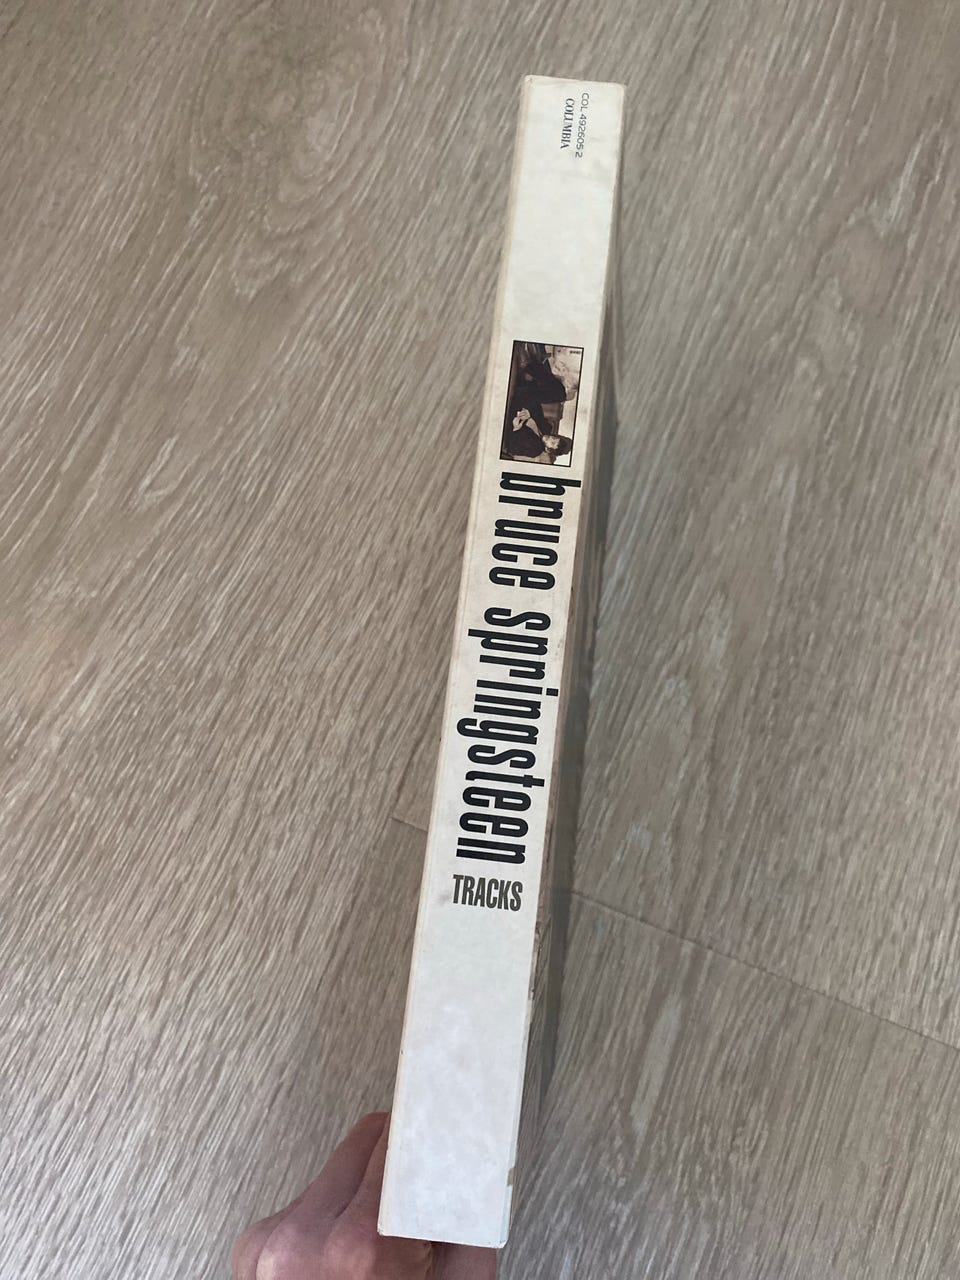 COL 492605 2
COLUMBIA
bruce springsteen
TRACKS